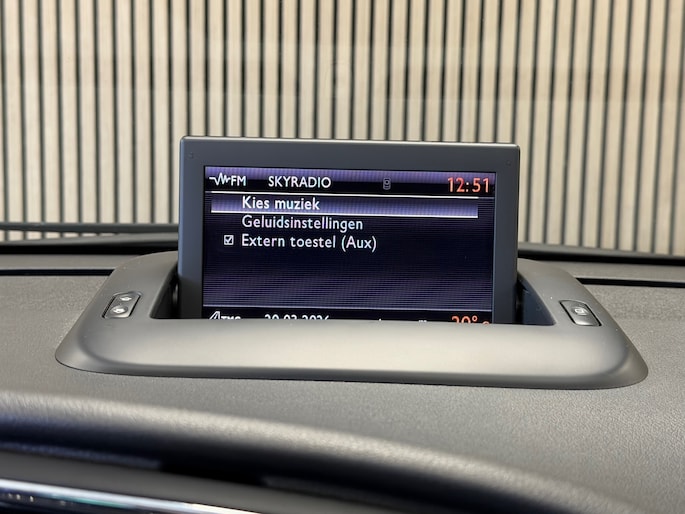 FM SKYRADIO 12:51
Kies muziek
Geluidsinstellingen
Extern toestel (Aux)